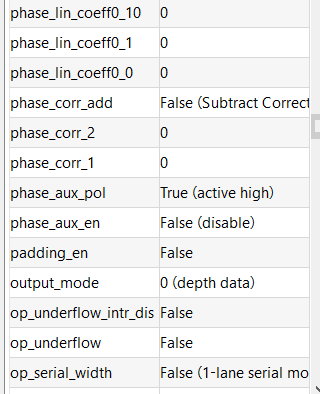 phase_lin_coeff0_10 0
phase_lin_coeff0_1 0
phase_lin_coeff0_0 0
phase_corr_add False (Subtract Correct
phase_corr_2 0
phase_corr_1 0
phase_aux_pol True (active high)
phase_aux_en False (disable)
padding_en False
output_mode 0 (depth data)
op_underflow_intr_dis False
op_underflow False
op_serial_width False (1-lane serial mo